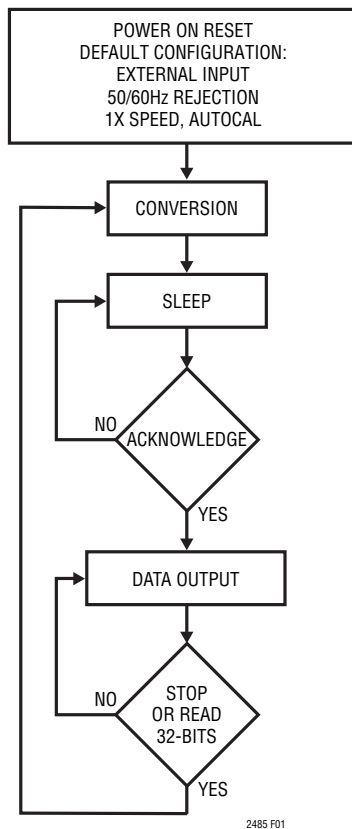 POWER ON RESET
DEFAULT CONFIGURATION:
EXTERNAL INPUT
50/60Hz REJECTION
1X SPEED, AUTOCAL
CONVERSION
SLEEP
NO
ACKNOWLEDGE
YES
DATA OUTPUT
NO
STOP
OR READ
32-BITS
YES
2485 F01